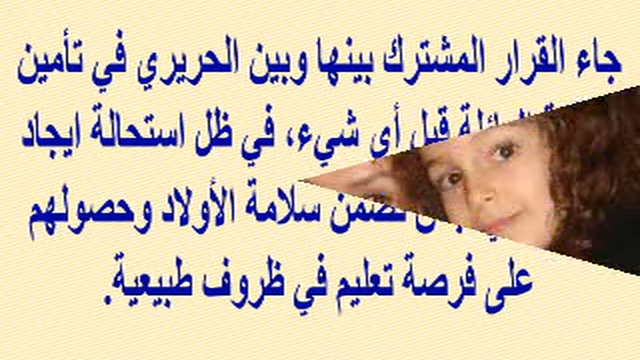 جاء القرار المشترك بينها وبين الحريري في تأمين
قبل أي شيء، في ظل استحالة ايجاد
تضمن سلامة الأولاد وحصولهم
على فرصة تعليم في ظروف طبيعية.